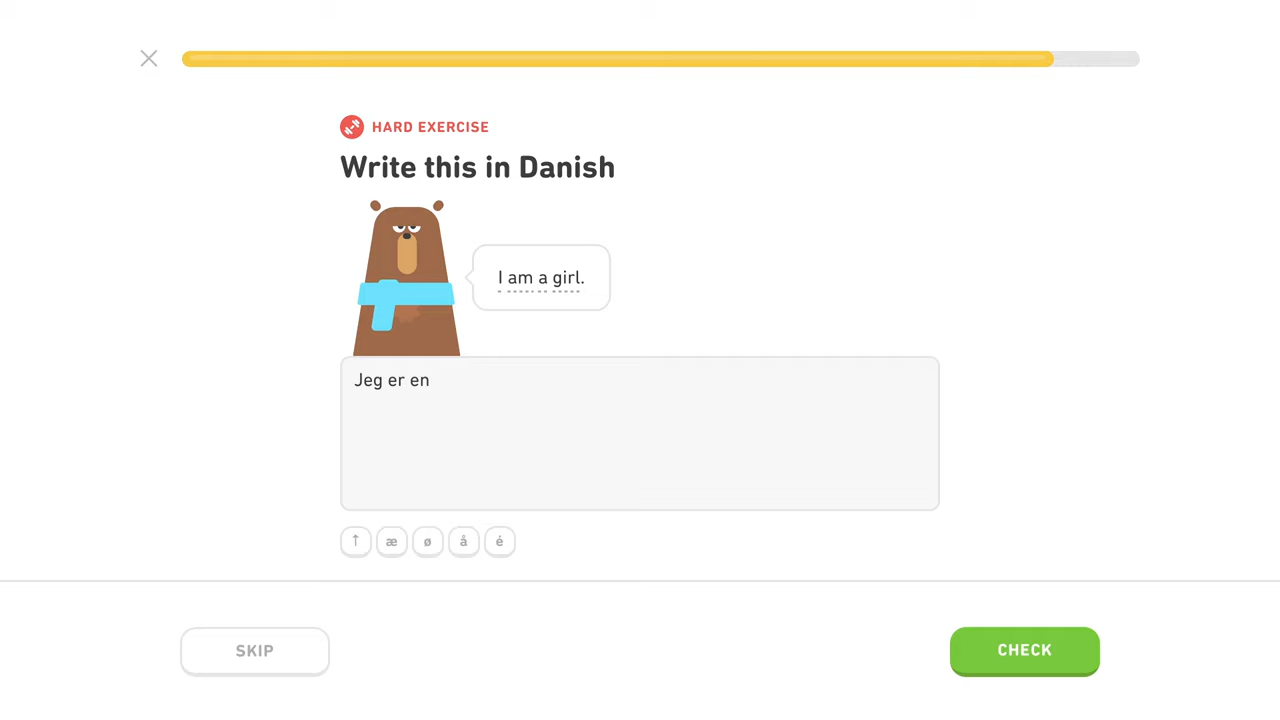 HARD EXERCISE
Write this in Danish
I am a girl.
Jeg er en
↑ æ ø å é
SKIP
CHECK